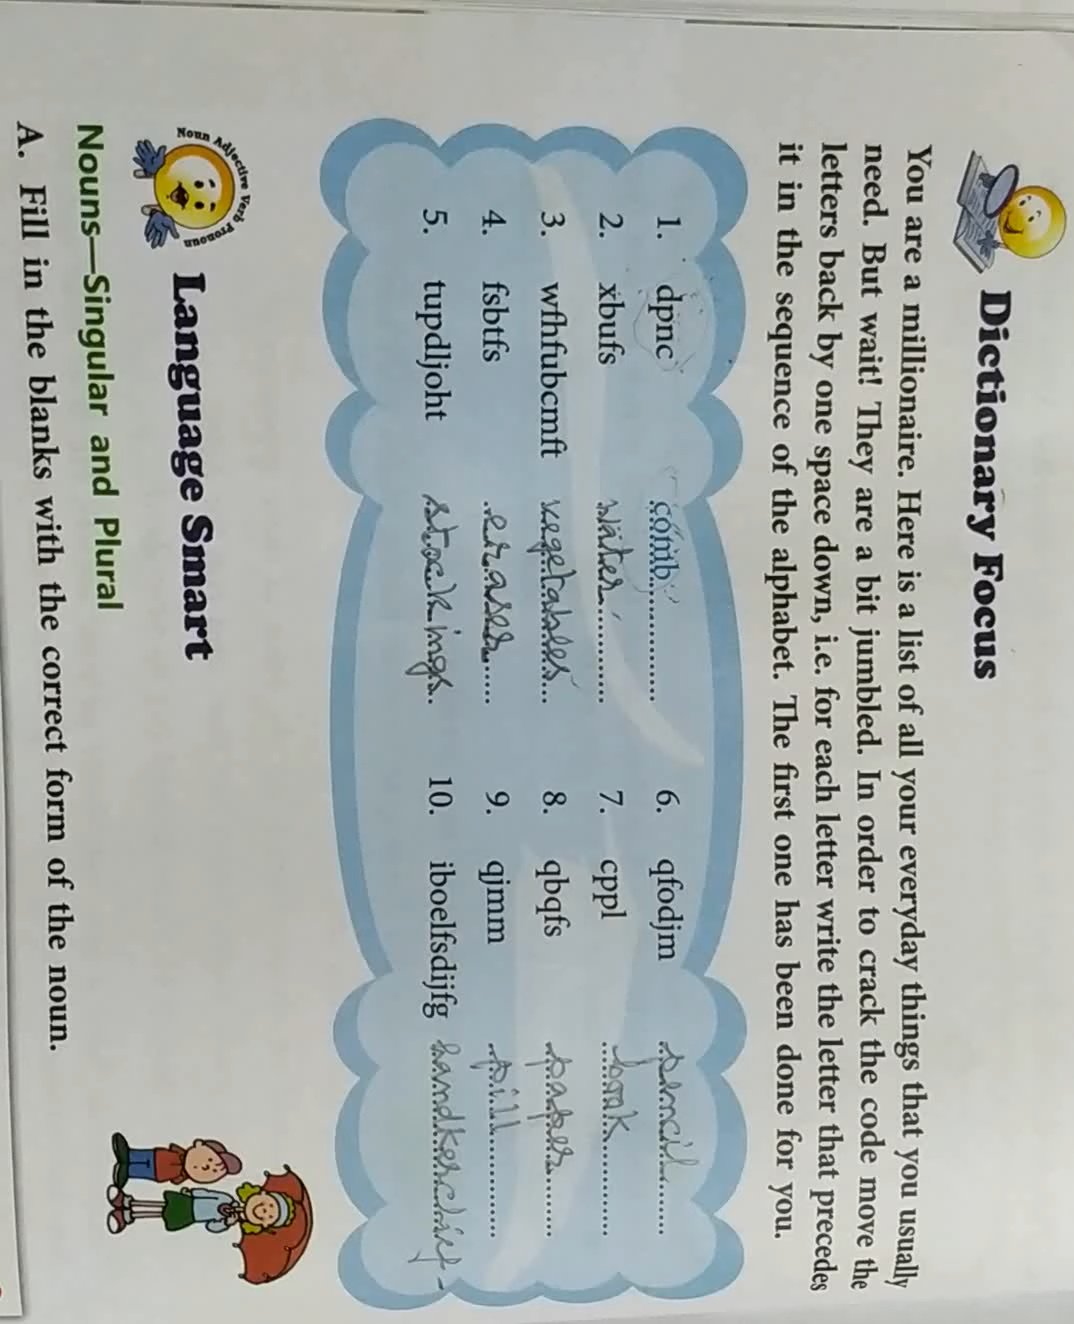 Dictionary Focus
You are a millionaire. Here is a list of all your everyday things that you usually
need. But wait! They are a bit jumbled. In order to crack the code move the
letters back by one space down, i.e. for each letter write the letter that precedes
it in the sequence of the alphabet. The first one has been done for you.
1. dpnc comb 6. qfodjm pencil
2. xbufs water 7. cppl book
3. wfhfubcmft vegetables 8. qbqfs paper
4. fsbtfs eraser 9. qjmm pill
5. tupdljoht stockings 10. iboelfsdijfg handkerchief
Noun Adjective Verb Pronoun
Language Smart
Nouns—Singular and Plural
A. Fill in the blanks with the correct form of the noun.